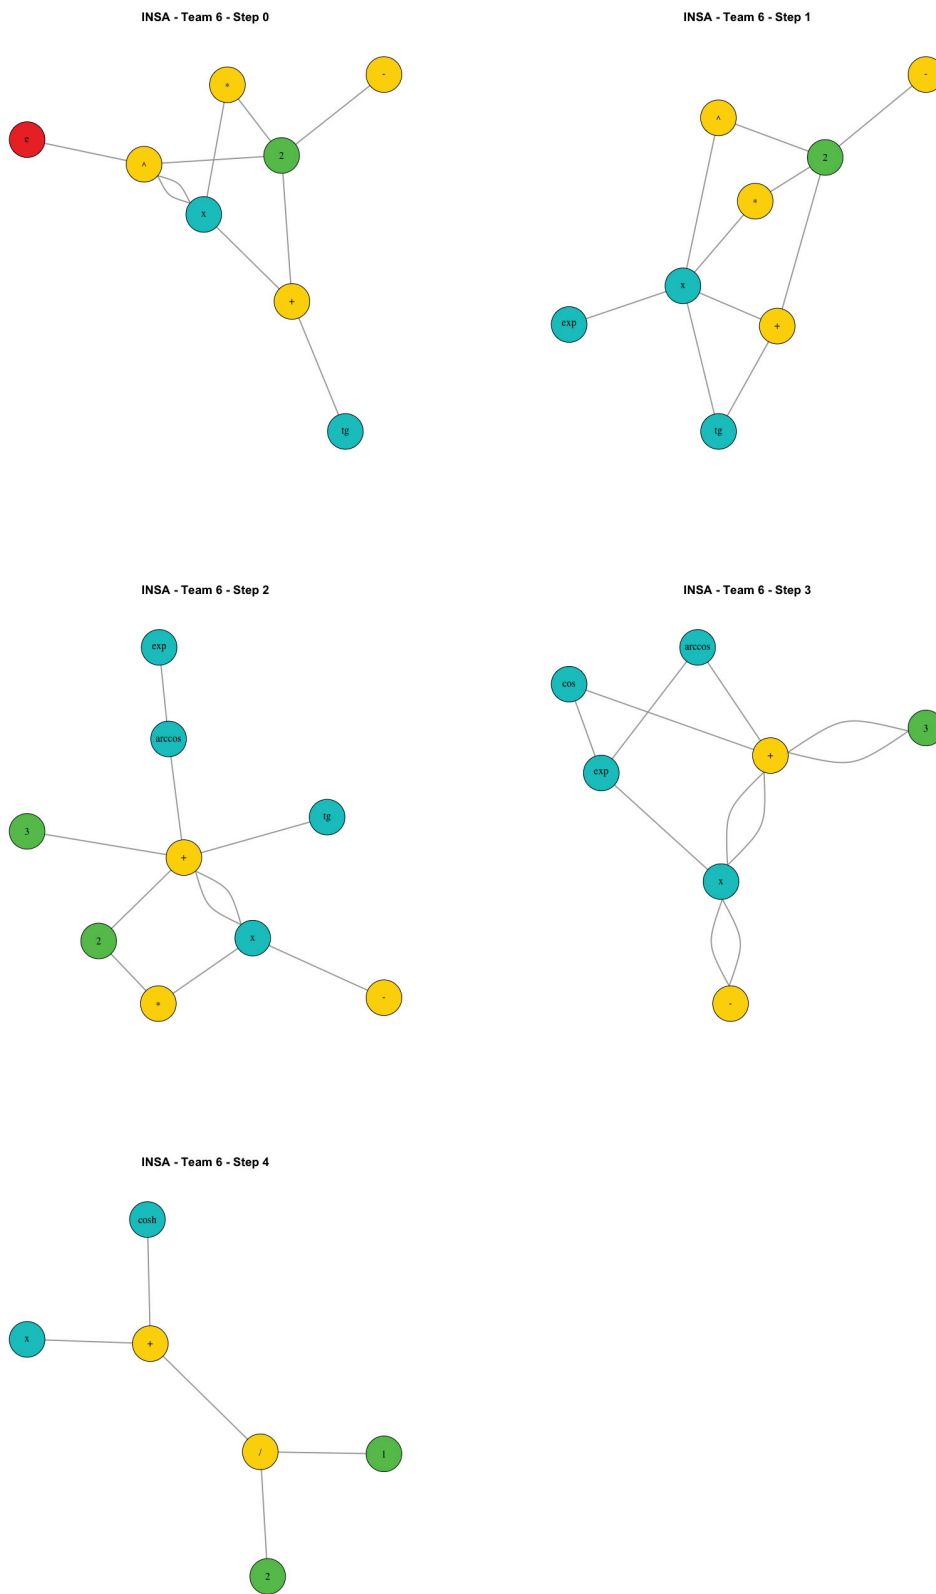 INSA - Team 6 - Step 0
*
-
e
^
2
x
+
tg
INSA - Team 6 - Step 1
-
^
2
*
x
exp
+
tg
INSA - Team 6 - Step 2
exp
arccos
3
tg
+
2
x
*
-
INSA - Team 6 - Step 3
arccos
cos
3
+
exp
x
-
INSA - Team 6 - Step 4
cosh
x
+
/
1
2